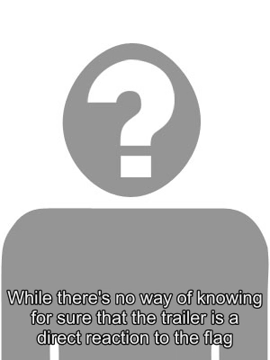 ?
While there's no way of knowing
for sure that the trailer is a
direct reaction to the flag